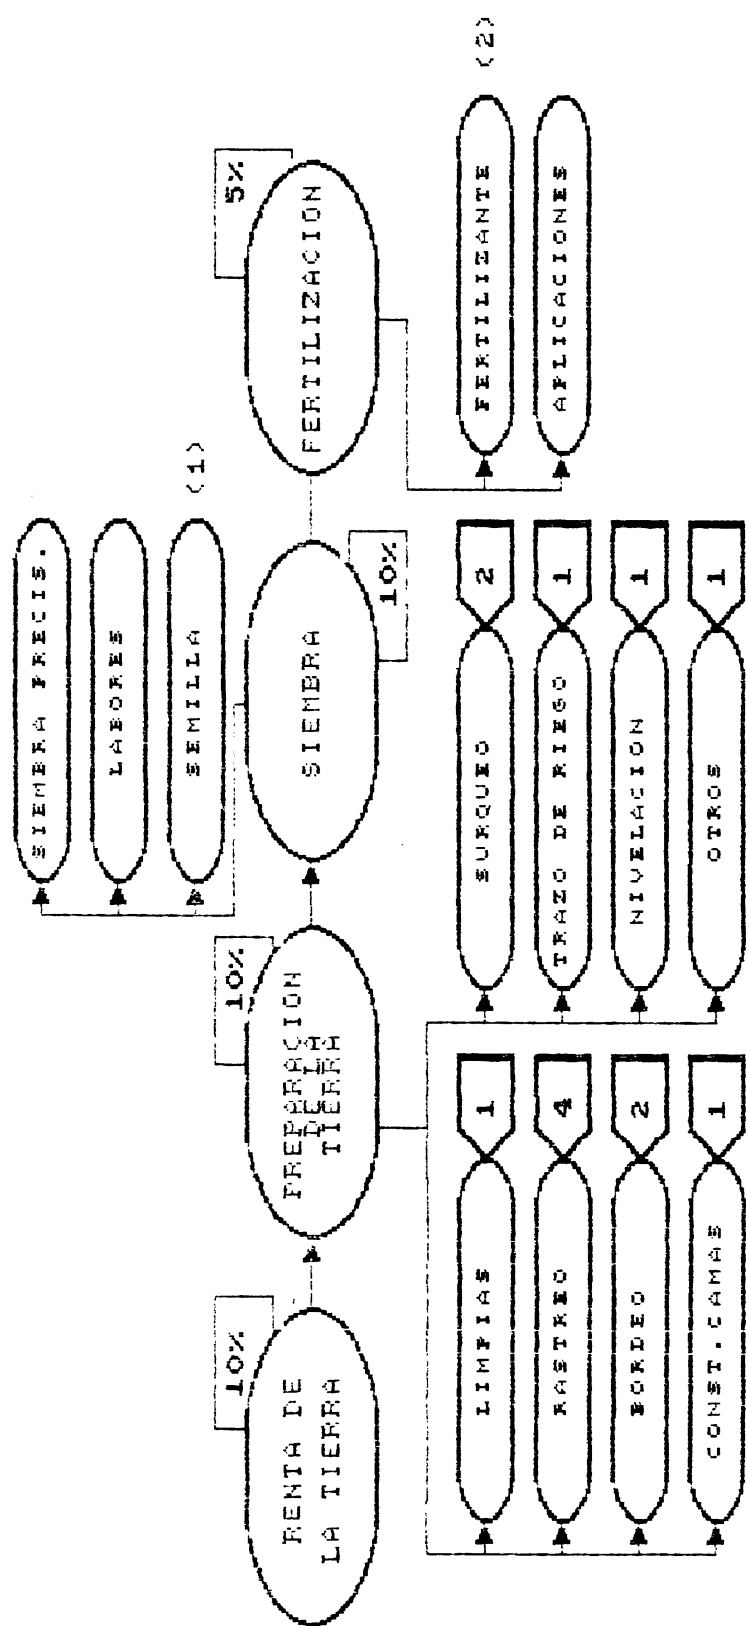 SIEMBRA PRECIS.
LABORES
SEMILLA
(1)
10%
10%
5%
RENTA DE
LA TIERRA
PREPARACION
DE LA
TIERRA
SIEMBRA
10%
FERTILIZACION
LIMPIAS
1
RASTREO
4
BORDEO
2
CONST.CAMAS
1
SURQUEO
2
TRAZO DE RIEGO
1
NIVELACION
1
OTROS
1
FERTILIZANTE
(2)
APLICACIONES